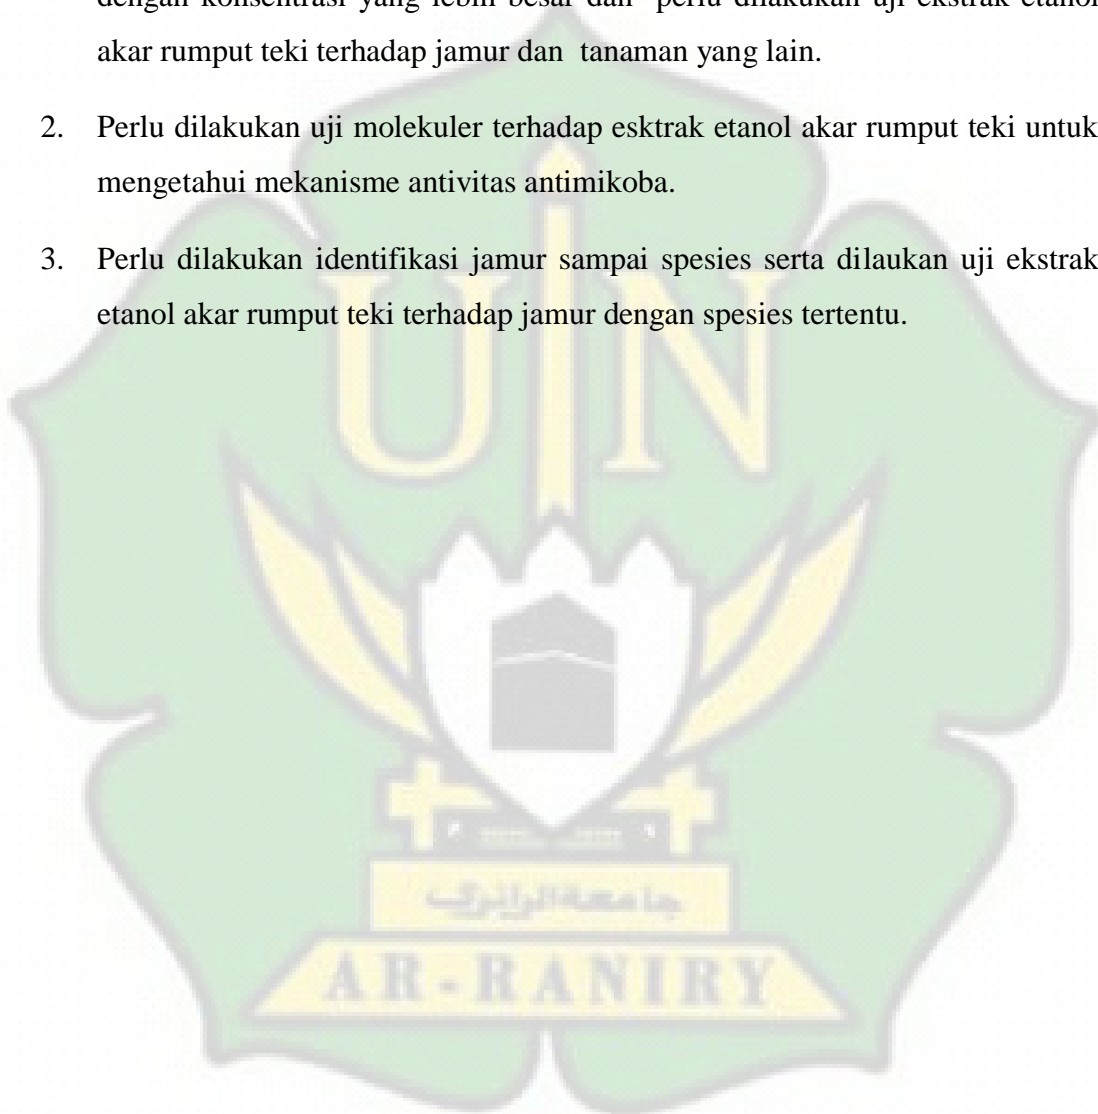 dengan konsentrasi yang lebih besar dan perlu dilakukan uji ekstrak etanol
akar rumput teki terhadap jamur dan tanaman yang lain.
2. Perlu dilakukan uji molekuler terhadap esktrak etanol akar rumput teki untuk
mengetahui mekanisme antivitas antimikoba.
3. Perlu dilakukan identifikasi jamur sampai spesies serta dilaukan uji ekstrak
etanol akar rumput teki terhadap jamur dengan spesies tertentu.
UIN
جامعة الرانيري
AR-RANIRY